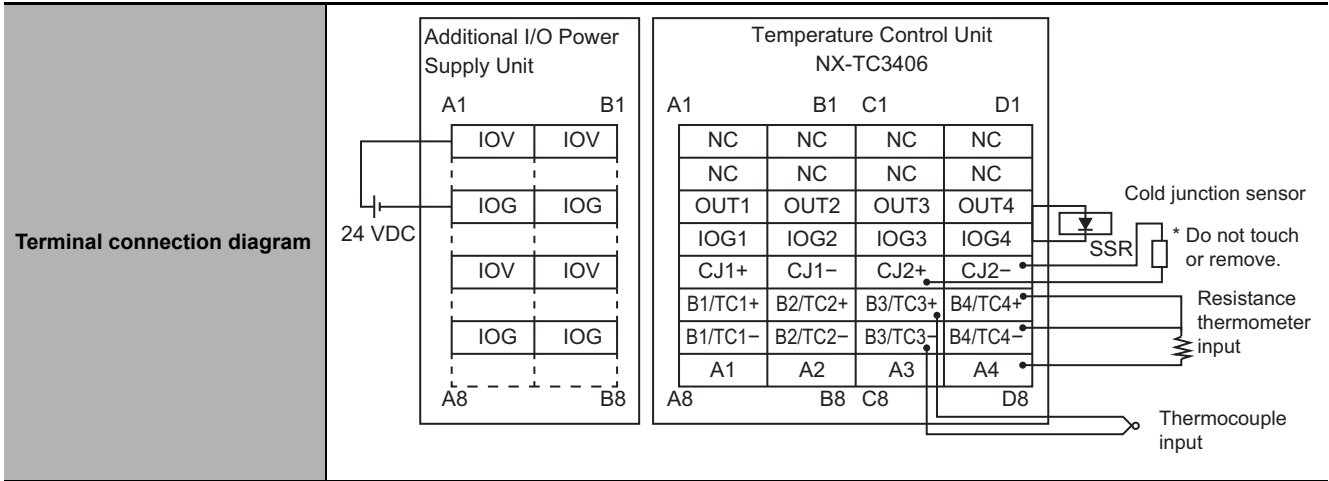 Terminal connection diagram
Additional I/O Power
Supply Unit
A1 B1
IOV IOV
IOG IOG
IOV IOV
IOG IOG
A8 B8
24 VDC
Temperature Control Unit
NX-TC3406
A1 B1 C1 D1
NC NC NC NC
NC NC NC NC
OUT1 OUT2 OUT3 OUT4
IOG1 IOG2 IOG3 IOG4
CJ1+ CJ1− CJ2+ CJ2−
B1/TC1+ B2/TC2+ B3/TC3+ B4/TC4+
B1/TC1− B2/TC2− B3/TC3− B4/TC4−
A1 A2 A3 A4
A8 B8 C8 D8
Cold junction sensor
SSR
* Do not touch
or remove.
Resistance
thermometer
input
Thermocouple
input